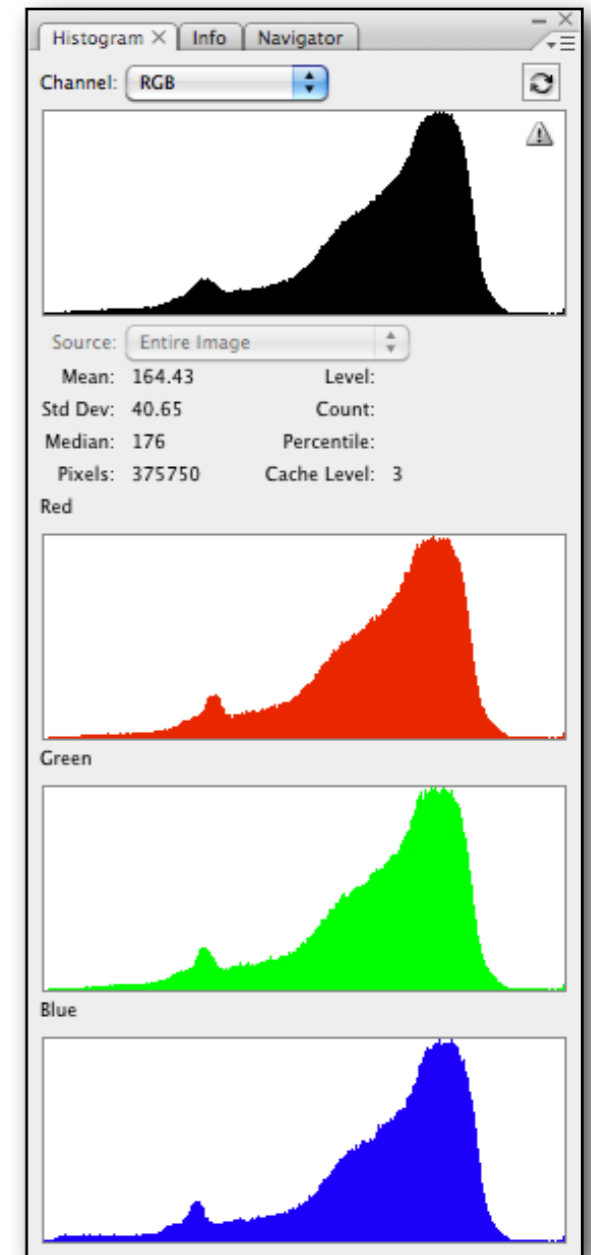 Histogram Info Navigator
Channel: RGB
Source: Entire Image
Mean: 164.43 Level:
Std Dev: 40.65 Count:
Median: 176 Percentile:
Pixels: 375750 Cache Level: 3
Red
Green
Blue